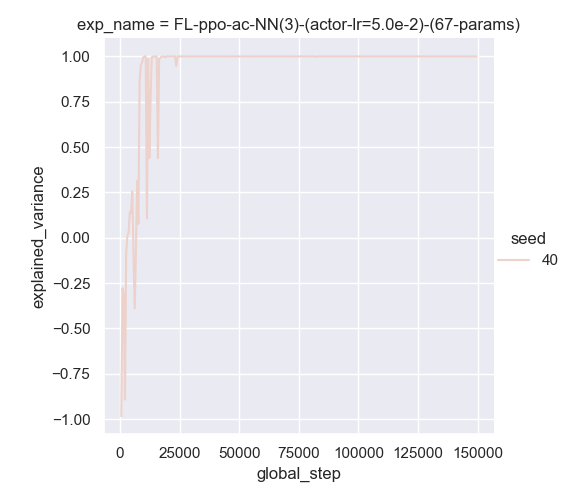 exp_name = FL-ppo-ac-NN(3)-(actor-lr=5.0e-2)-(67-params)
1.00
0.75
0.50
0.25
0.00
−0.25
−0.50
−0.75
−1.00
explained_variance
0 25000 50000 75000 100000 125000 150000
global_step
seed
40